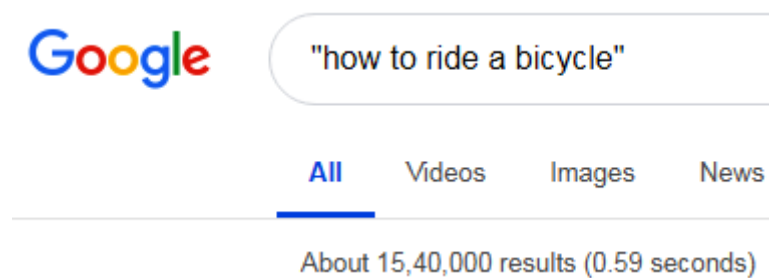 Google "how to ride a bicycle"
All Videos Images News
About 15,40,000 results (0.59 seconds)